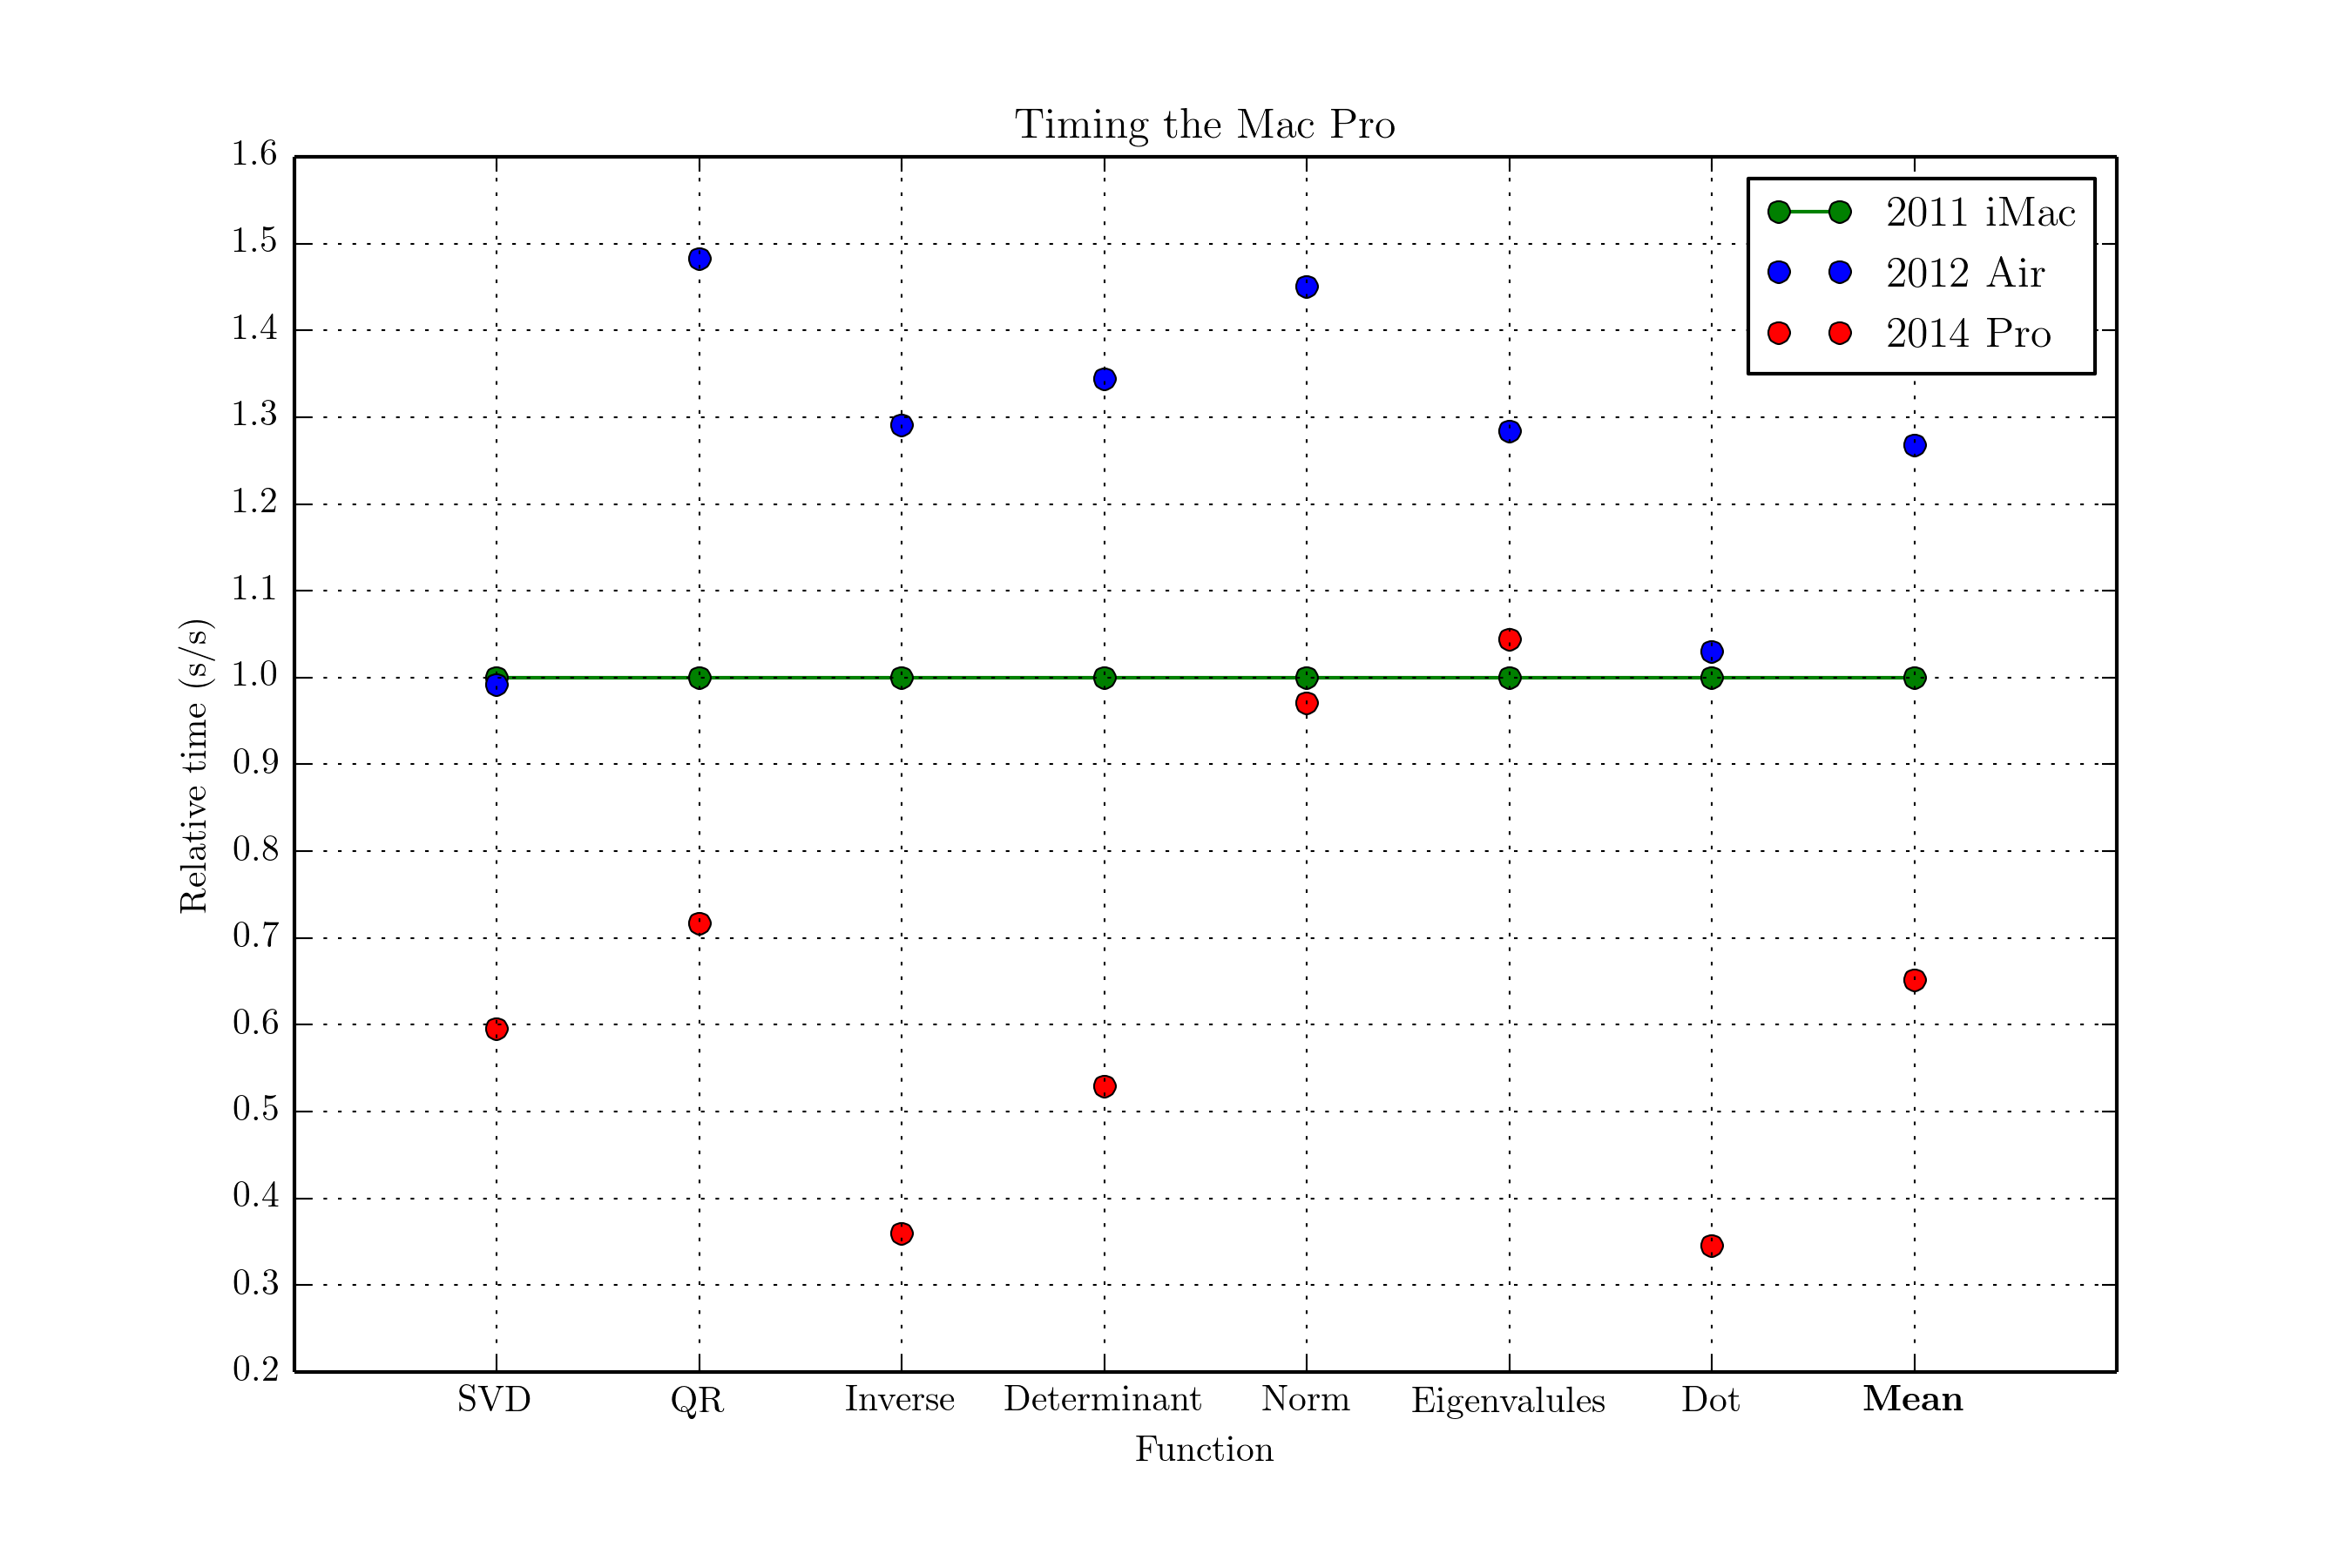 Timing the Mac Pro
1.6
1.5
1.4
1.3
1.2
1.1
1.0
0.9
0.8
0.7
0.6
0.5
0.4
0.3
0.2
Relative time (s/s)
2011 iMac
2012 Air
2014 Pro
SVD QR Inverse Determinant Norm Eigenvalules Dot Mean
Function